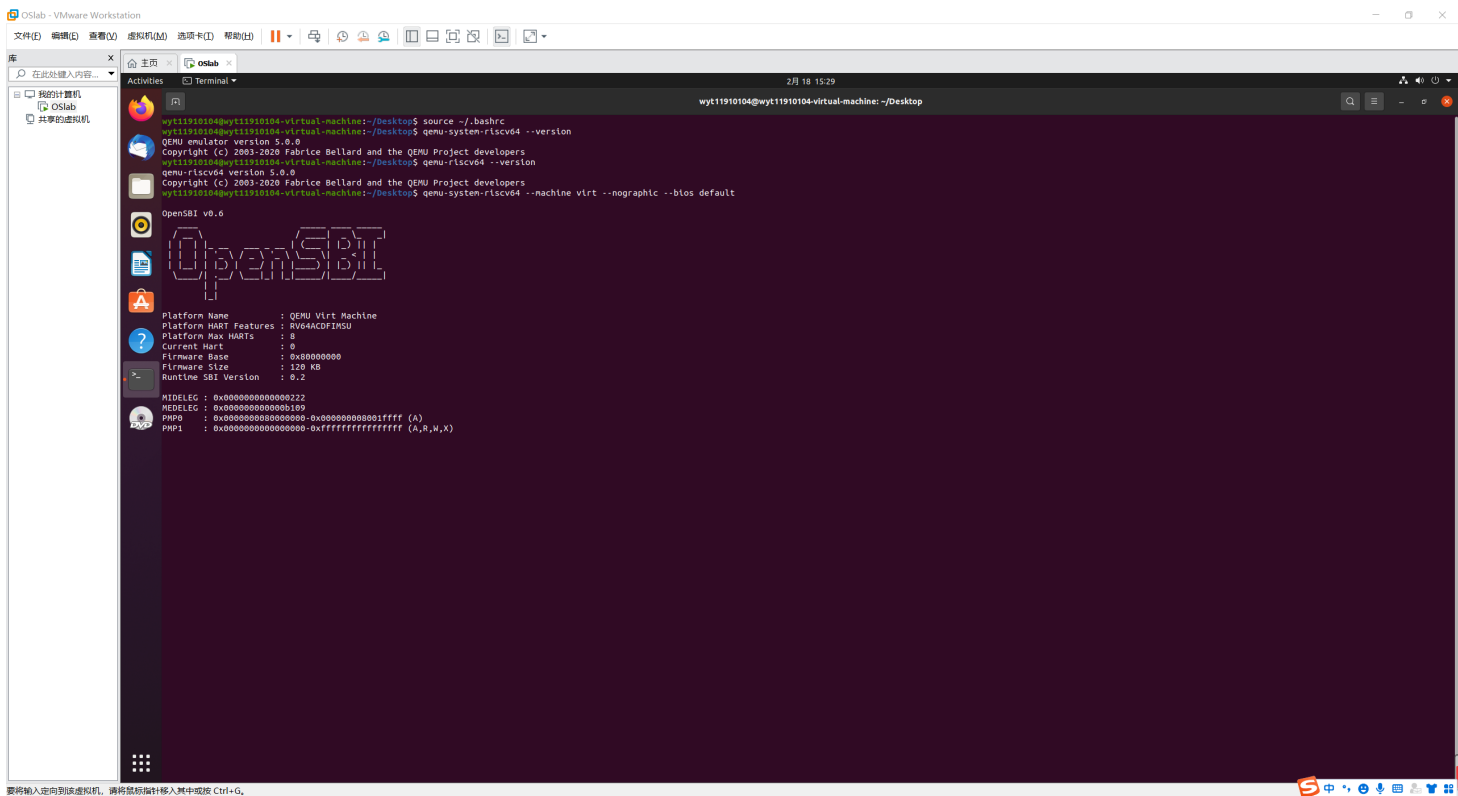 OSlab - VMware Workstation
文件(F) 编辑(E) 查看(V) 虚拟机(M) 选项卡(T) 帮助(H)
库 X
在此处键入内容...
我的计算机
OSlab
共享的虚拟机
主页 OSlab
Activities Terminal 2月 18 15:29
wyt11910104@wyt11910104-virtual-machine: ~/Desktop
wyt11910104@wyt11910104-virtual-machine:~/Desktop$ source ~/.bashrc
wyt11910104@wyt11910104-virtual-machine:~/Desktop$ qemu-system-riscv64 --version
QEMU emulator version 5.0.0
Copyright (c) 2003-2020 Fabrice Bellard and the QEMU Project developers
wyt11910104@wyt11910104-virtual-machine:~/Desktop$ qemu-riscv64 --version
qemu-riscv64 version 5.0.0
Copyright (c) 2003-2020 Fabrice Bellard and the QEMU Project developers
wyt11910104@wyt11910104-virtual-machine:~/Desktop$ qemu-system-riscv64 --machine virt --nographic --bios default
OpenSBI v0.6
OpenSBI
Platform Name : QEMU Virt Machine
Platform HART Features : RV64ACDFIMSU
Platform Max HARTs : 8
Current Hart : 0
Firmware Base : 0x80000000
Firmware Size : 120 KB
Runtime SBI Version : 0.2
MIDELEG : 0x0000000000000222
MEDELEG : 0x000000000000b109
PMP0 : 0x0000000080000000-0x000000008001ffff (A)
PMP1 : 0x0000000000000000-0xffffffffffffffff (A,R,W,X)
DVD
要将输入定向到该虚拟机，请将鼠标指针移入其中或按 Ctrl+G。
中